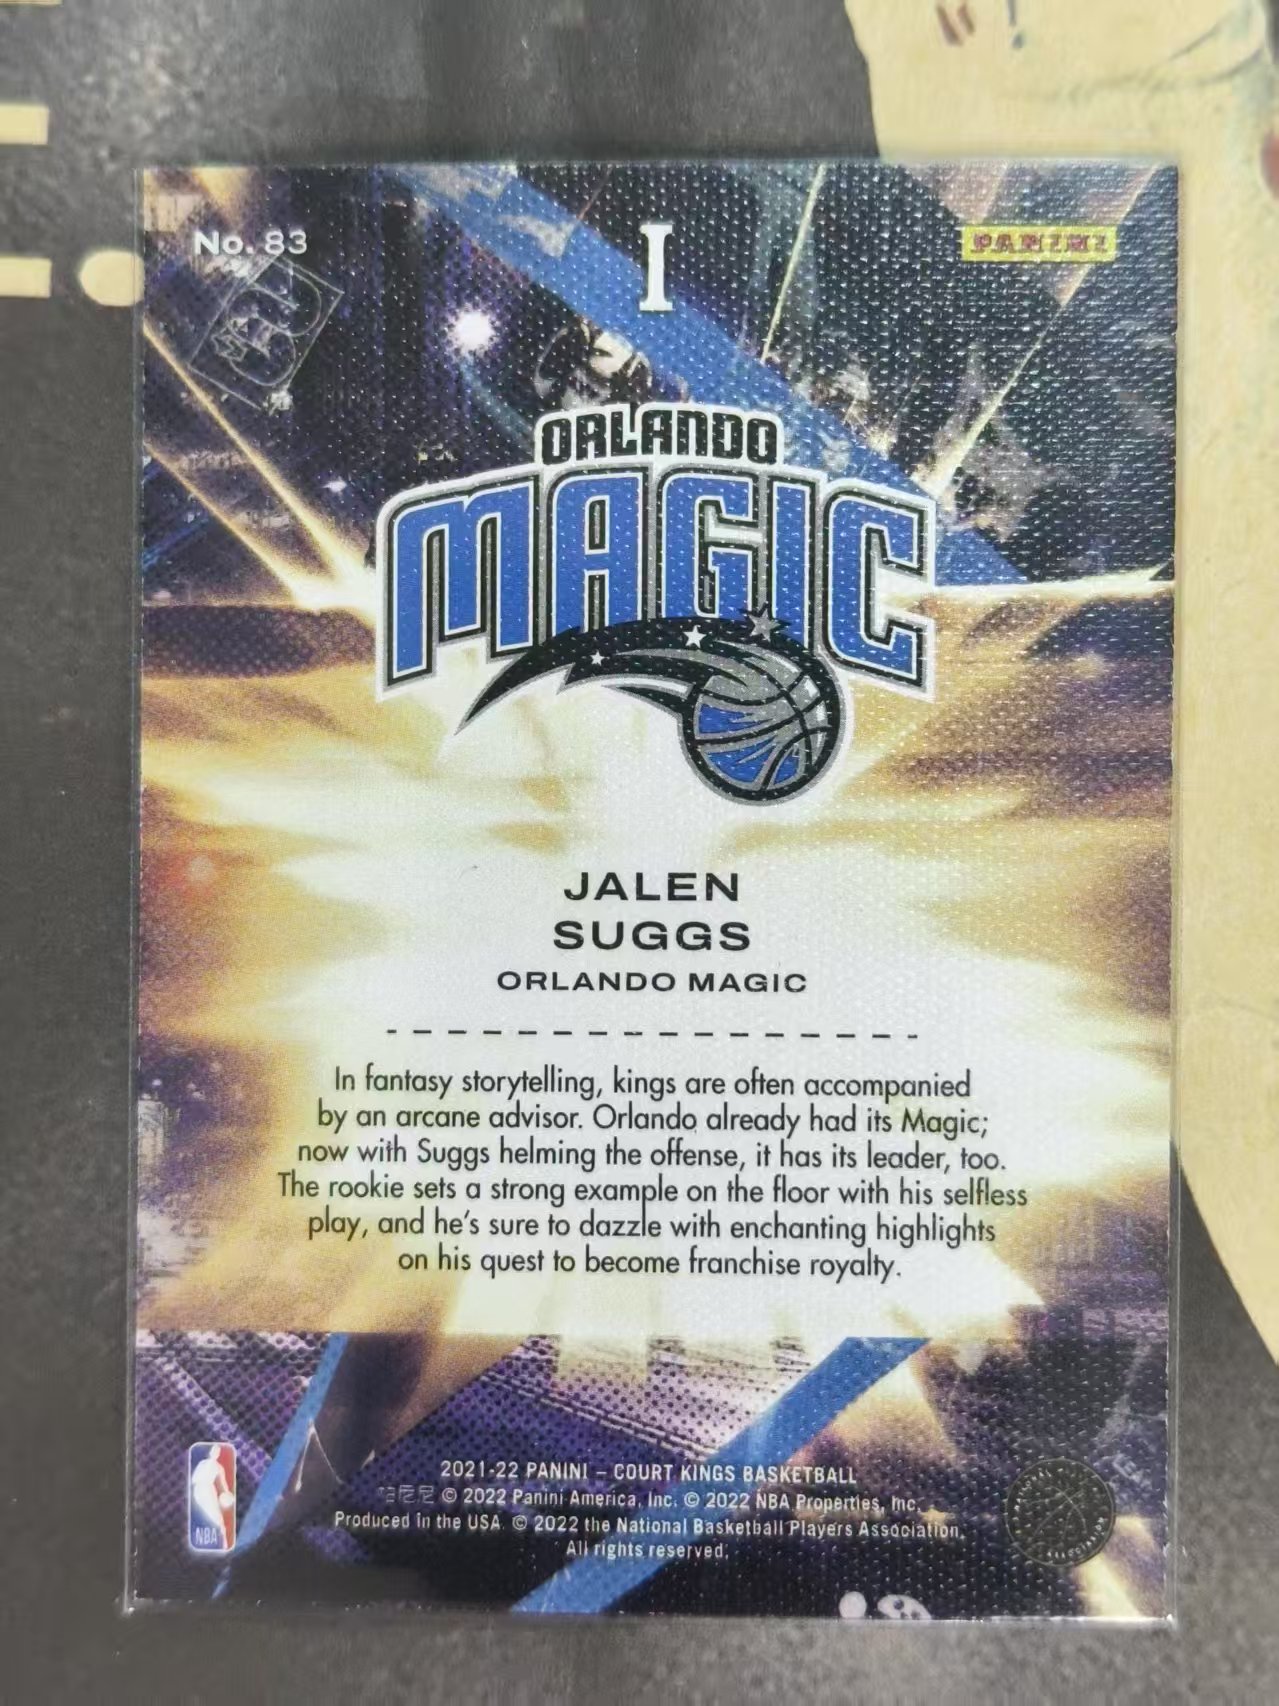 No. 83
I
PANINI
ORLANDO
MAGIC
JALEN
SUGGS
ORLANDO MAGIC
In fantasy storytelling, kings are often accompanied
by an arcane advisor. Orlando already had its Magic;
now with Suggs helming the offense, it has its leader, too.
The rookie sets a strong example on the floor with his selfless
play, and he's sure to dazzle with enchanting highlights
on his quest to become franchise royalty.
2021-22 PANINI – COURT KINGS BASKETBALL
© 2022 Panini America, Inc. © 2022 NBA Properties, Inc.
Produced in the USA. © 2022 the National Basketball Players Association.
All rights reserved.
NBA